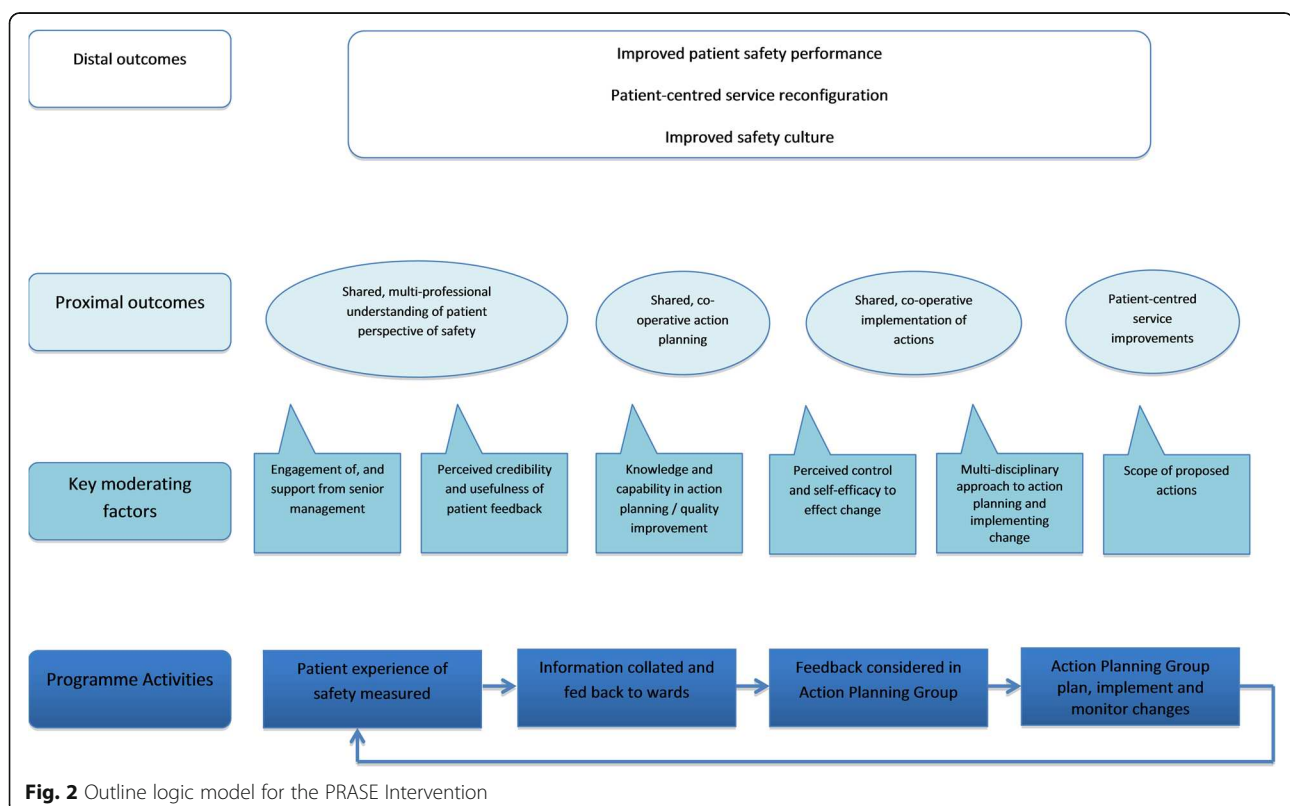 Distal outcomes
Improved patient safety performance
Patient-centred service reconfiguration
Improved safety culture
Proximal outcomes
Shared, multi-professional
understanding of patient
perspective of safety
Shared, co-
operative action
planning
Shared, co-operative
implementation of
actions
Patient-centred
service
improvements
Key moderating
factors
Engagement of, and
support from senior
management
Perceived credibility
and usefulness of
patient feedback
Knowledge and
capability in action
planning / quality
improvement
Perceived control
and self-efficacy to
effect change
Multi-disciplinary
approach to action
planning and
implementing
change
Scope of proposed
actions
Programme Activities
Patient experience of
safety measured
Information collated and
fed back to wards
Feedback considered in
Action Planning Group
Action Planning Group
plan, implement and
monitor changes
Fig. 2 Outline logic model for the PRASE Intervention